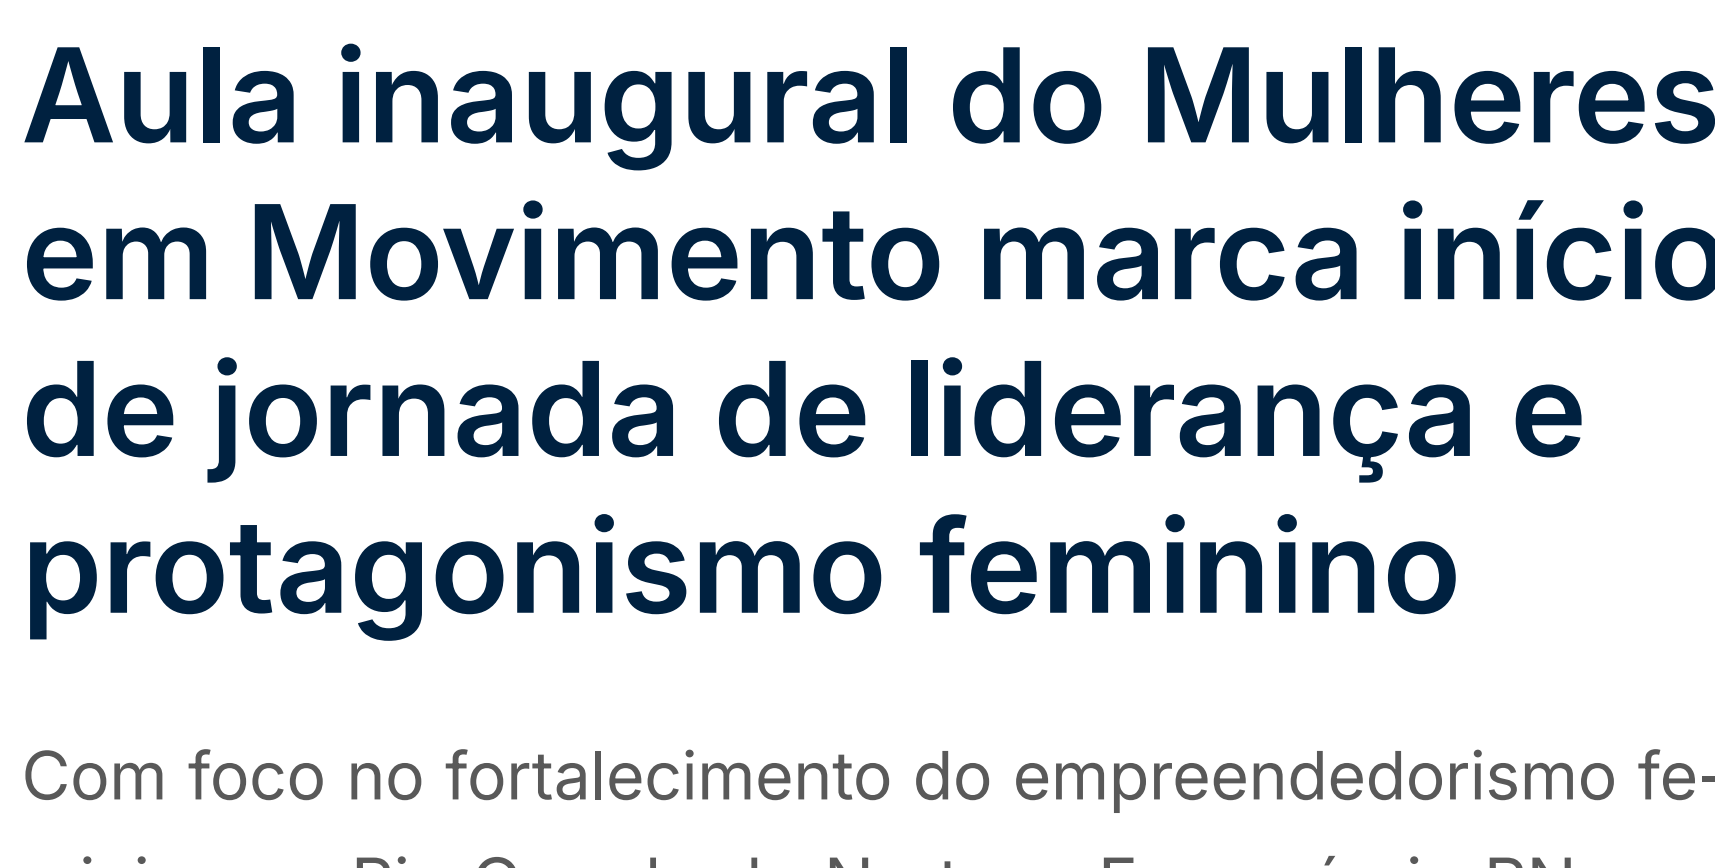 Aula inaugural do Mulheres
em Movimento marca início
de jornada de liderança e
protagonismo feminino
Com foco no fortalecimento do empreendedorismo fe-